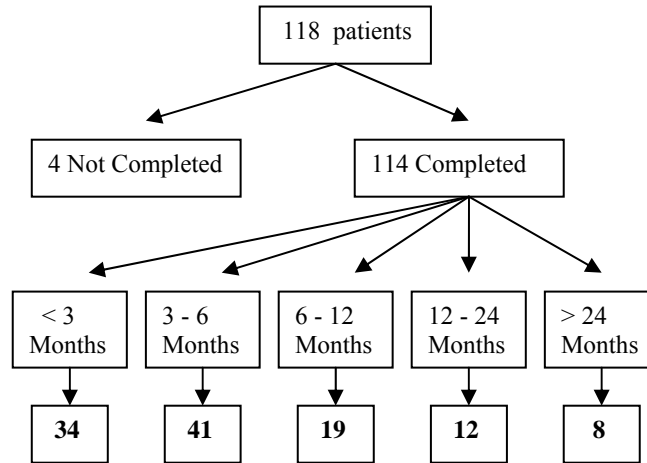 118 patients
4 Not Completed
114 Completed
< 3
Months
3 - 6
Months
6 - 12
Months
12 - 24
Months
> 24
Months
34
41
19
12
8